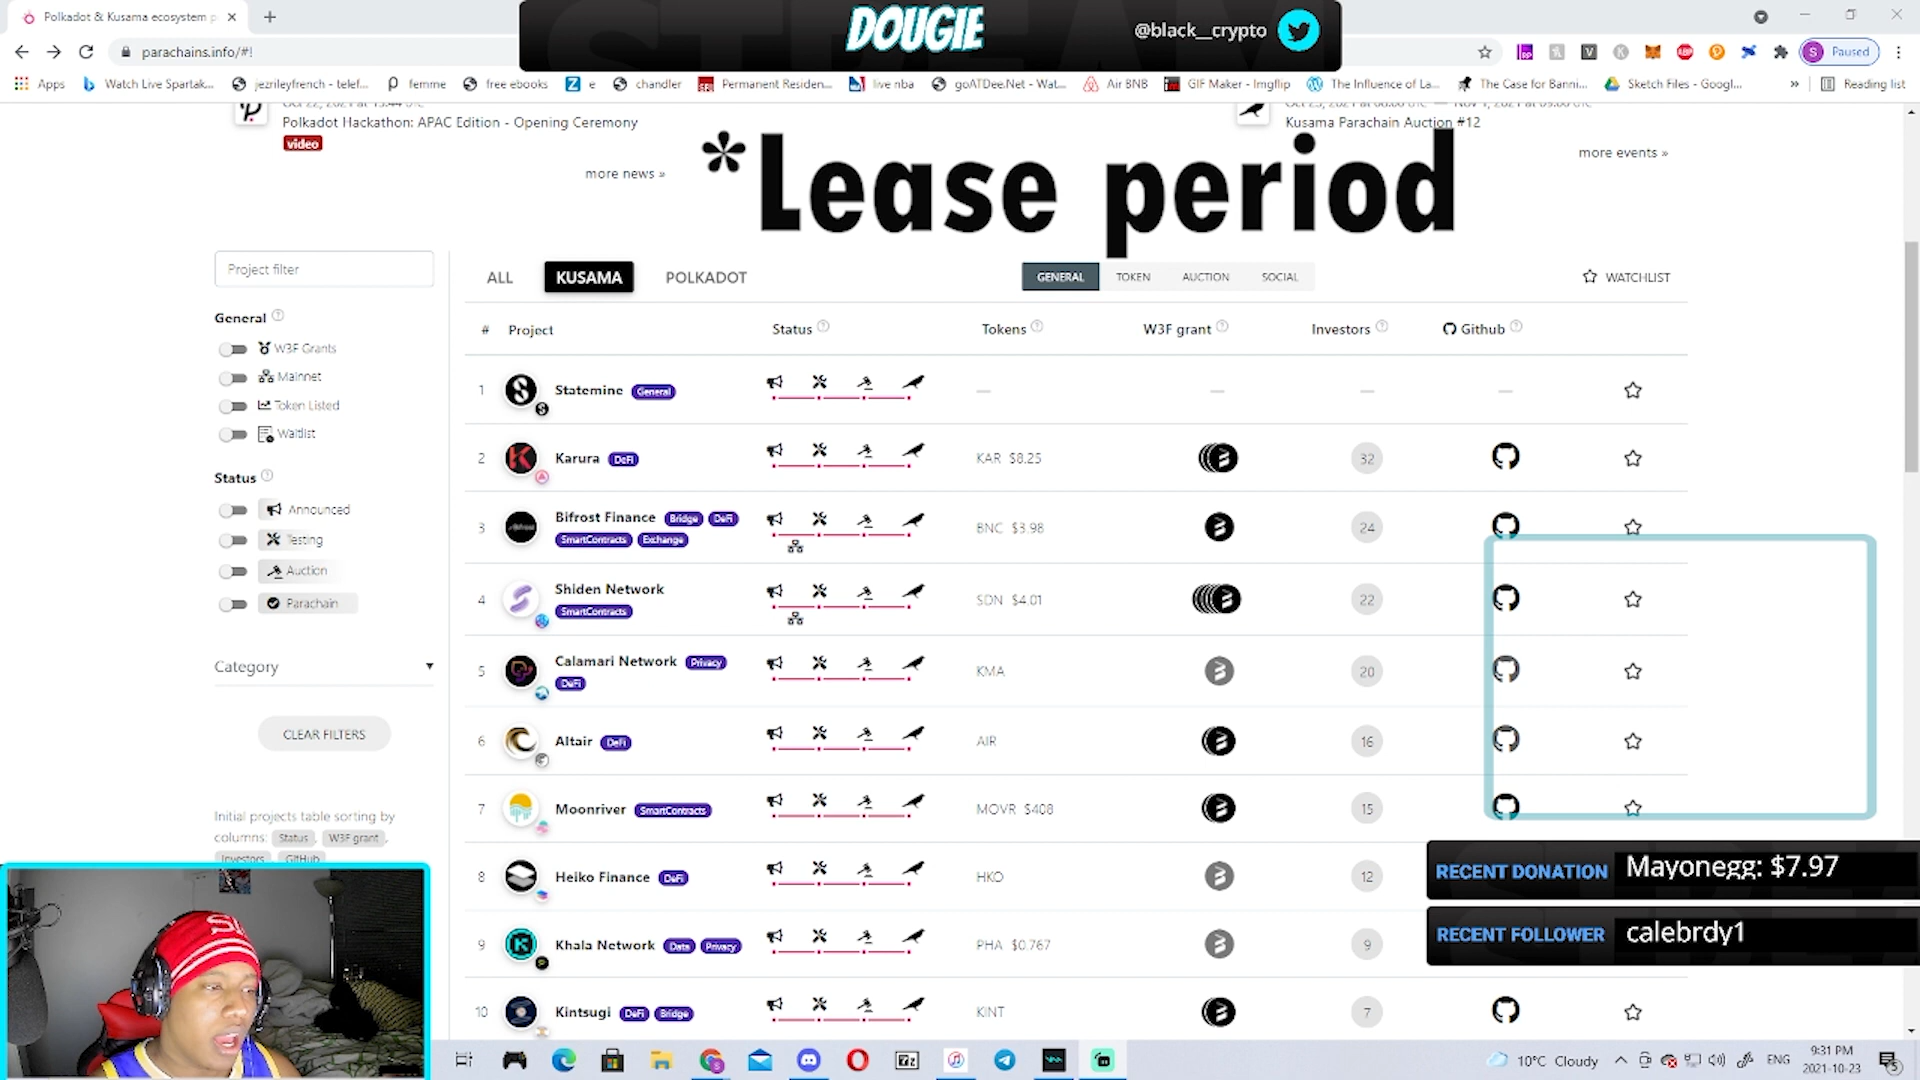 Polkadot & Kusama ecosystem p
DOUGIE
@black__crypto
parachains.info/#!
S Paused
Apps
Watch Live Spartak...
jezrileyfrench - telef...
femme
free ebooks
e
chandler
Permanent Residen...
live nba
goATDee.Net - Wat...
Air BNB
GIF Maker - Imgflip
The Influence of La...
The Case for Banni...
Sketch Files - Googl...
»
Reading list
Polkadot Hackathon: APAC Edition - Opening Ceremony
video
more news »
Kusama Parachain Auction #12
more events »
*Lease period
Project filter
ALL
KUSAMA
POLKADOT
GENERAL
TOKEN
AUCTION
SOCIAL
WATCHLIST
General
W3F Grants
Mainnet
Token Listed
Waitlist
Status
Announced
Testing
Auction
Parachain
Category
CLEAR FILTERS
Initial projects table sorting by
columns: Status, W3F grant,
Investors GitHub
# Project Status Tokens W3F grant Investors Github
1 Statemine General — — — —
2 Karura DeFi KAR $8.25 32
3 Bifrost Finance Bridge DeFi BNC $3.98 24
SmartContracts Exchange
4 Shiden Network SDN $4.01 22
SmartContracts
5 Calamari Network Privacy KMA 20
DeFi
6 Altair DeFi AIR 16
7 Moonriver SmartContracts MOVR $408 15
8 Heiko Finance DeFi HKO 12
9 Khala Network Data Privacy PHA $0.767 9
10 Kintsugi DeFi Bridge KINT 7
RECENT DONATION Mayonegg: $7.97
RECENT FOLLOWER calebrdy1
10°C Cloudy
ENG
9:31 PM
2021-10-23
5